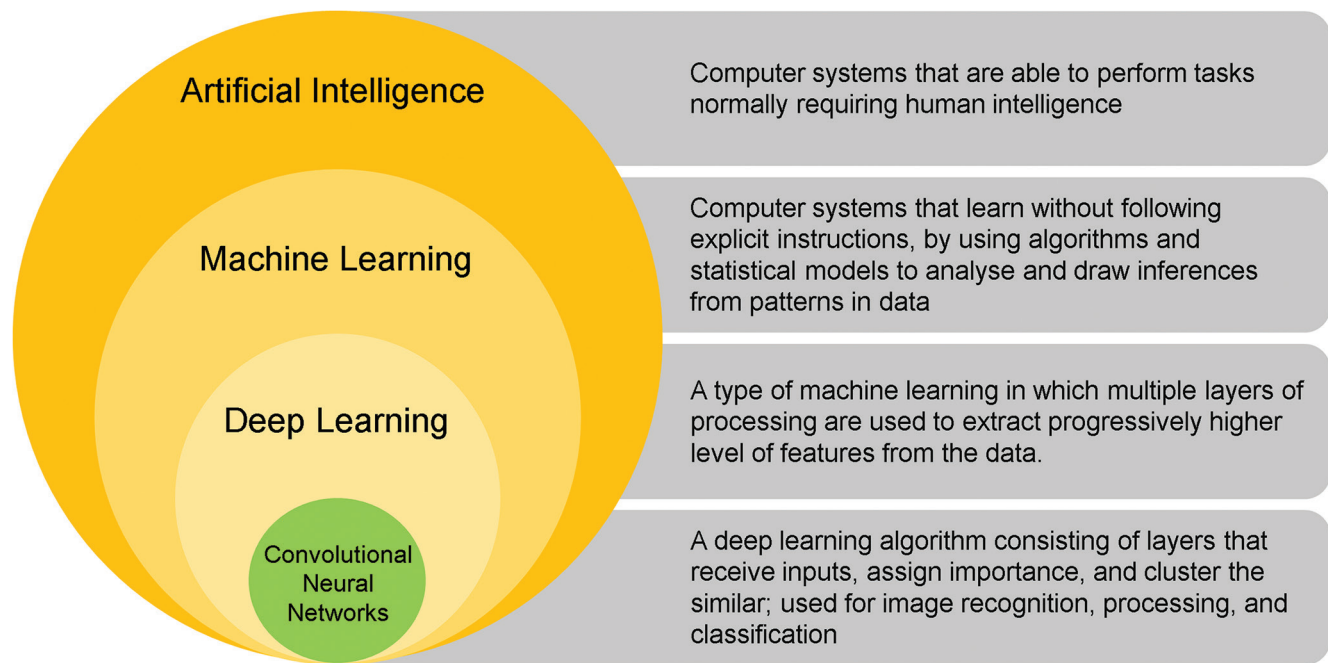 Artificial Intelligence
Computer systems that are able to perform tasks
normally requiring human intelligence
Machine Learning
Computer systems that learn without following
explicit instructions, by using algorithms and
statistical models to analyse and draw inferences
from patterns in data
Deep Learning
A type of machine learning in which multiple layers of
processing are used to extract progressively higher
level of features from the data.
Convolutional
Neural
Networks
A deep learning algorithm consisting of layers that
receive inputs, assign importance, and cluster the
similar; used for image recognition, processing, and
classification